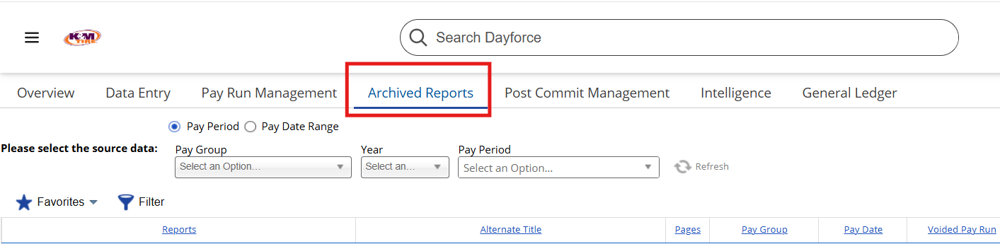 K&M
TIRE
Search Dayforce
Overview Data Entry Pay Run Management Archived Reports Post Commit Management Intelligence General Ledger
Pay Period Pay Date Range
Please select the source data:
Pay Group Year Pay Period
Select an Option... Select an... Select an Option... Refresh
Favorites Filter
Reports Alternate Title Pages Pay Group Pay Date Voided Pay Run